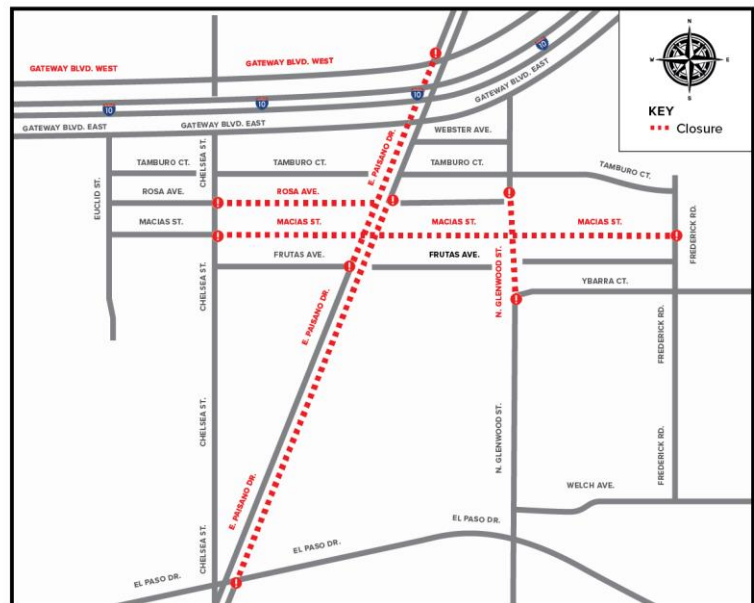 N
W
E
S
KEY
Closure
GATEWAY BLVD. WEST
GATEWAY BLVD. WEST
10
10
10
10
GATEWAY BLVD. EAST
GATEWAY BLVD. EAST
GATEWAY BLVD. EAST
WEBSTER AVE.
CHELSEA ST.
E. PAISANO DR.
TAMBURO CT.
TAMBURO CT.
TAMBURO CT.
TAMBURO CT.
EUCLID ST.
ROSA AVE.
ROSA AVE.
MACIAS ST.
MACIAS ST.
MACIAS ST.
MACIAS ST.
FREDERICK RD.
FRUTAS AVE.
FRUTAS AVE.
N. GLENWOOD ST.
YBARRA CT.
CHELSEA ST.
E. PAISANO DR.
FREDERICK RD.
CHELSEA ST.
E. PAISANO DR.
N. GLENWOOD ST.
FREDERICK RD.
WELCH AVE.
CHELSEA ST.
EL PASO DR.
EL PASO DR.
EL PASO DR.